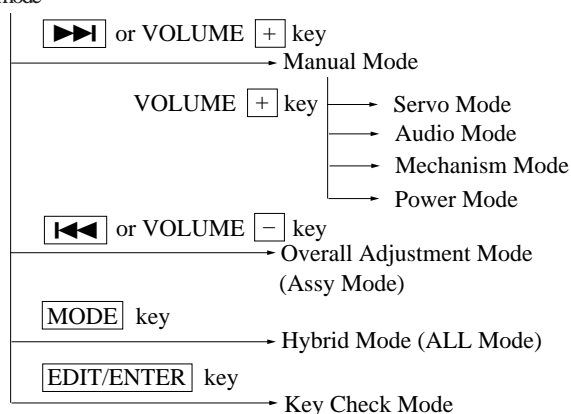 ▶▶I or VOLUME + key
Manual Mode
VOLUME + key
Servo Mode
Audio Mode
Mechanism Mode
Power Mode
I◀◀ or VOLUME − key
Overall Adjustment Mode
(Assy Mode)
MODE key
Hybrid Mode (ALL Mode)
EDIT/ENTER key
Key Check Mode